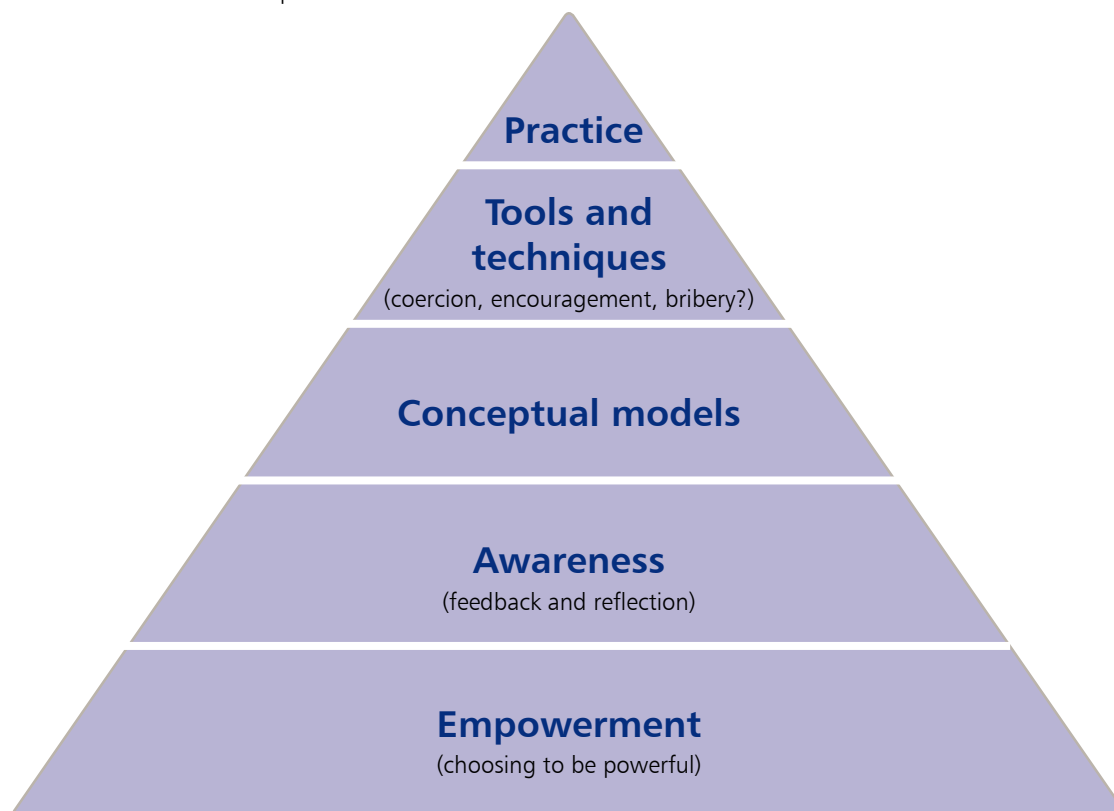 Practice
Tools and
techniques
(coercion, encouragement, bribery?)
Conceptual models
Awareness
(feedback and reflection)
Empowerment
(choosing to be powerful)